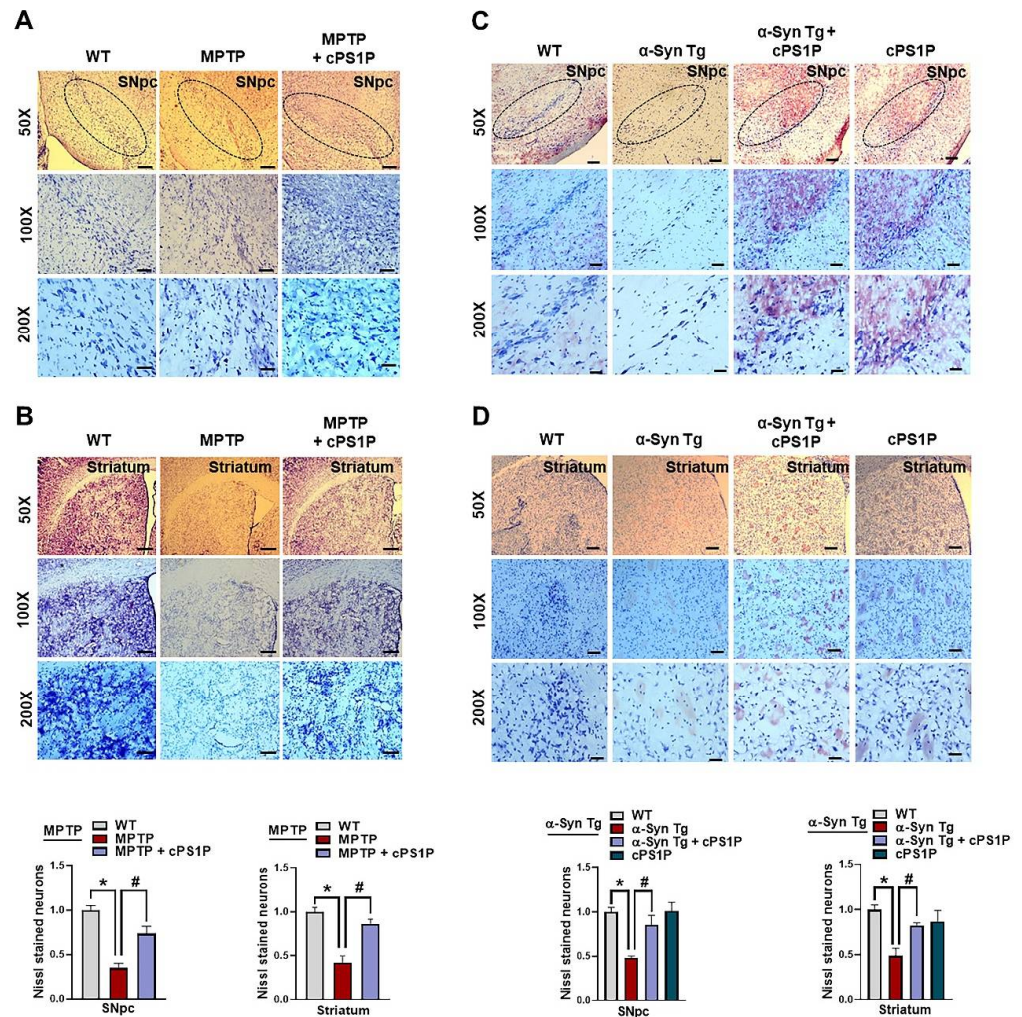 A
WT
MPTP
MPTP
+ cPS1P
50X
SNpc
SNpc
SNpc
100X
200X
B
WT
MPTP
MPTP
+ cPS1P
50X
Striatum
Striatum
Striatum
100X
200X
C
WT
α-Syn Tg
α-Syn Tg +
cPS1P
cPS1P
50X
SNpc
SNpc
SNpc
SNpc
100X
200X
D
WT
α-Syn Tg
α-Syn Tg +
cPS1P
cPS1P
50X
Striatum
Striatum
Striatum
Striatum
100X
200X
MPTP
WT
MPTP
MPTP + cPS1P
Nissl stained neurons
1.5
1.0
0.5
0.0
* #
SNpc
MPTP
WT
MPTP
MPTP + cPS1P
Nissl stained neurons
1.5
1.0
0.5
0.0
* #
Striatum
α-Syn Tg
WT
α-Syn Tg
α-Syn Tg + cPS1P
cPS1P
Nissl stained neurons
1.5
1.0
0.5
0.0
* #
SNpc
α-Syn Tg
WT
α-Syn Tg
α-Syn Tg + cPS1P
cPS1P
Nissl stained neurons
1.5
1.0
0.5
0.0
* #
Striatum